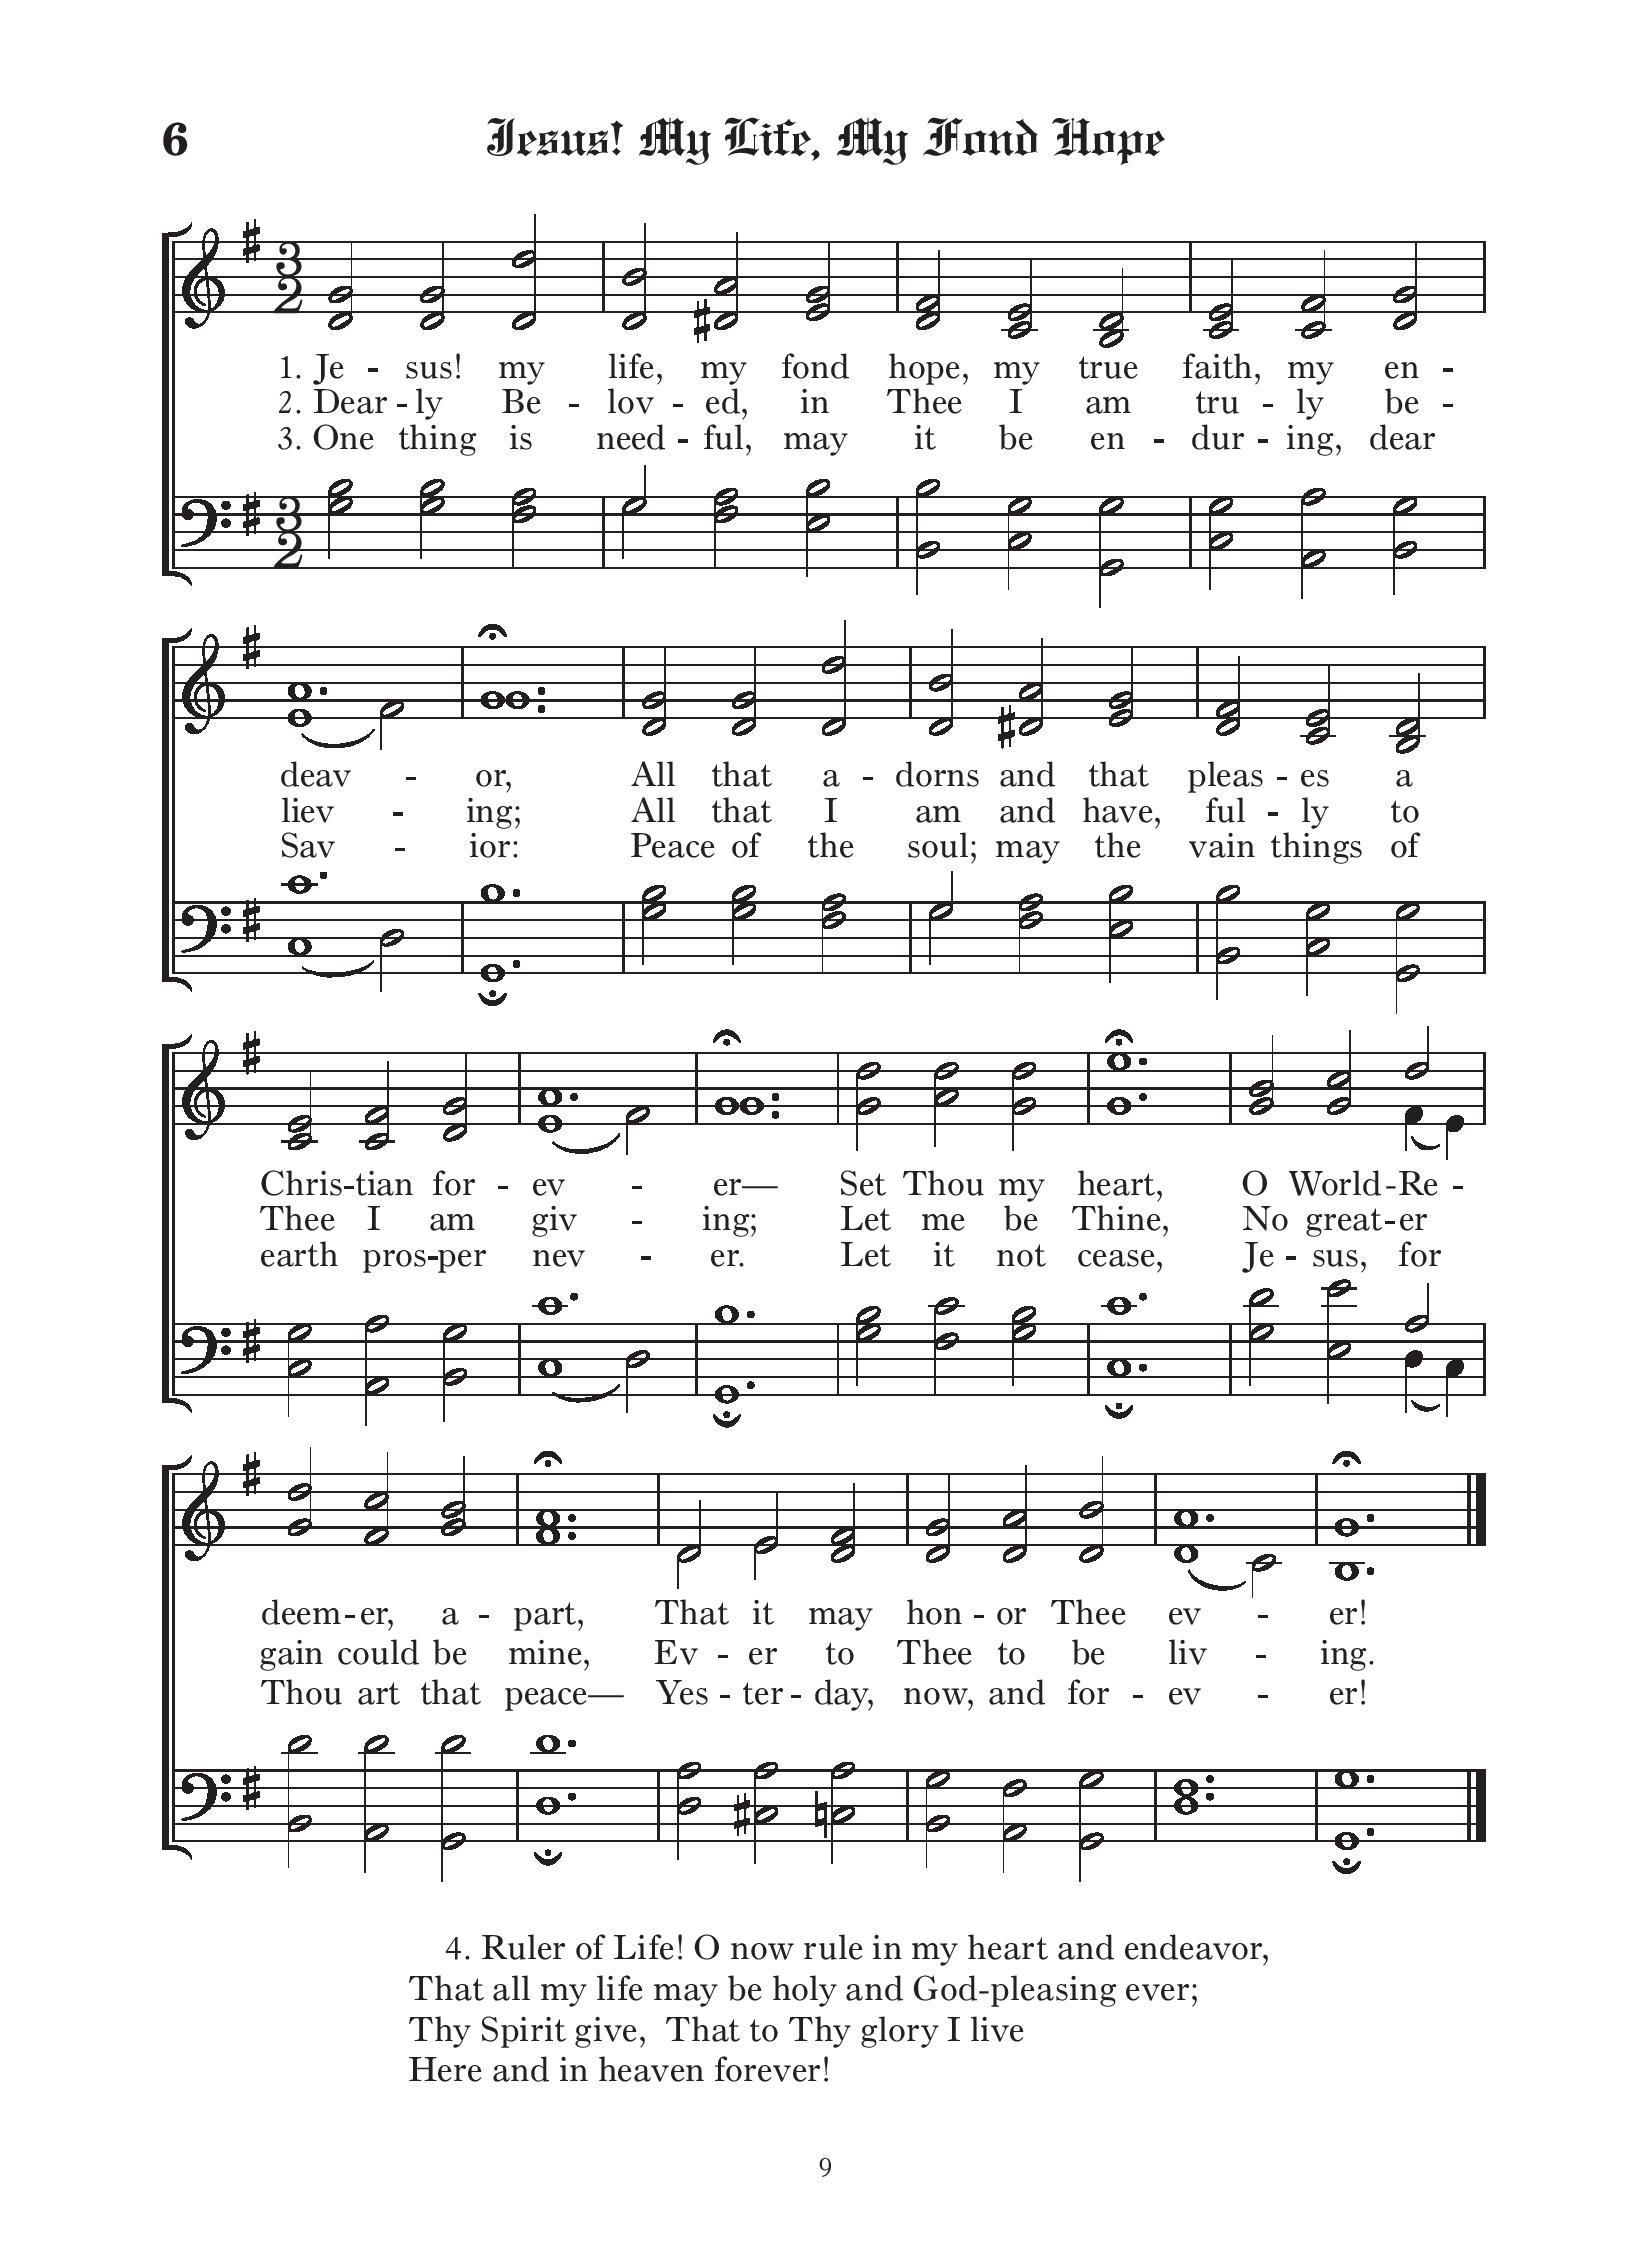 6 Jesus! My Life, My Fond Hope
3
2
1. Je - sus! my life, my fond hope, my true faith, my en -
2. Dear - ly Be - lov - ed, in Thee I am tru - ly be -
3. One thing is need - ful, may it be en - dur - ing, dear
3
2
deav - or, All that a - dorns and that pleas - es a
liev - ing; All that I am and have, ful - ly to
Sav - ior: Peace of the soul; may the vain things of
Chris-tian for - ev - er— Set Thou my heart, O World-Re -
Thee I am giv - ing; Let me be Thine, No great-er
earth pros-per nev - er. Let it not cease, Je - sus, for
deem-er, a - part, That it may hon - or Thee ev - er!
gain could be mine, Ev - er to Thee to be liv - ing.
Thou art that peace— Yes - ter - day, now, and for - ev - er!
4. Ruler of Life! O now rule in my heart and endeavor,
That all my life may be holy and God-pleasing ever;
Thy Spirit give, That to Thy glory I live
Here and in heaven forever!
9